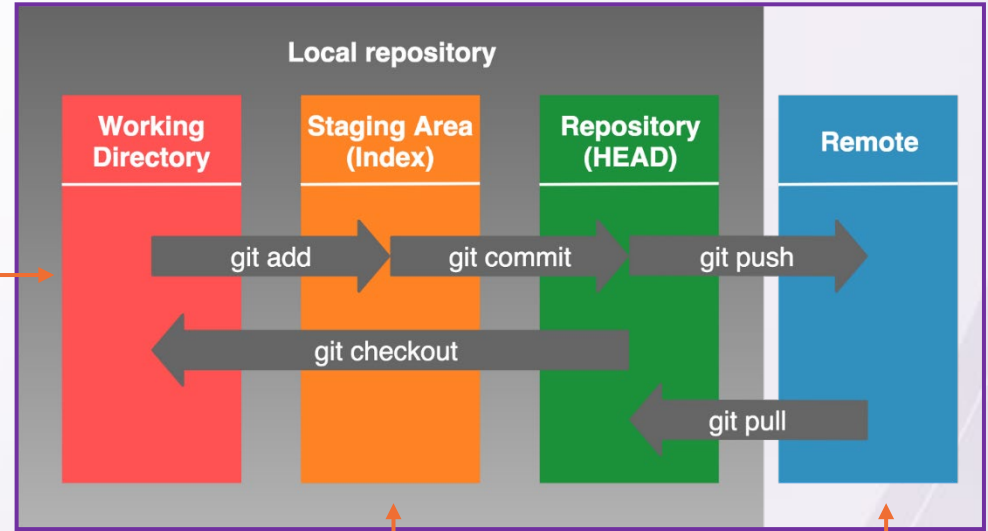 Local repository
Working
Directory
Staging Area
(Index)
Repository
(HEAD)
Remote
git add
git commit
git push
git checkout
git pull